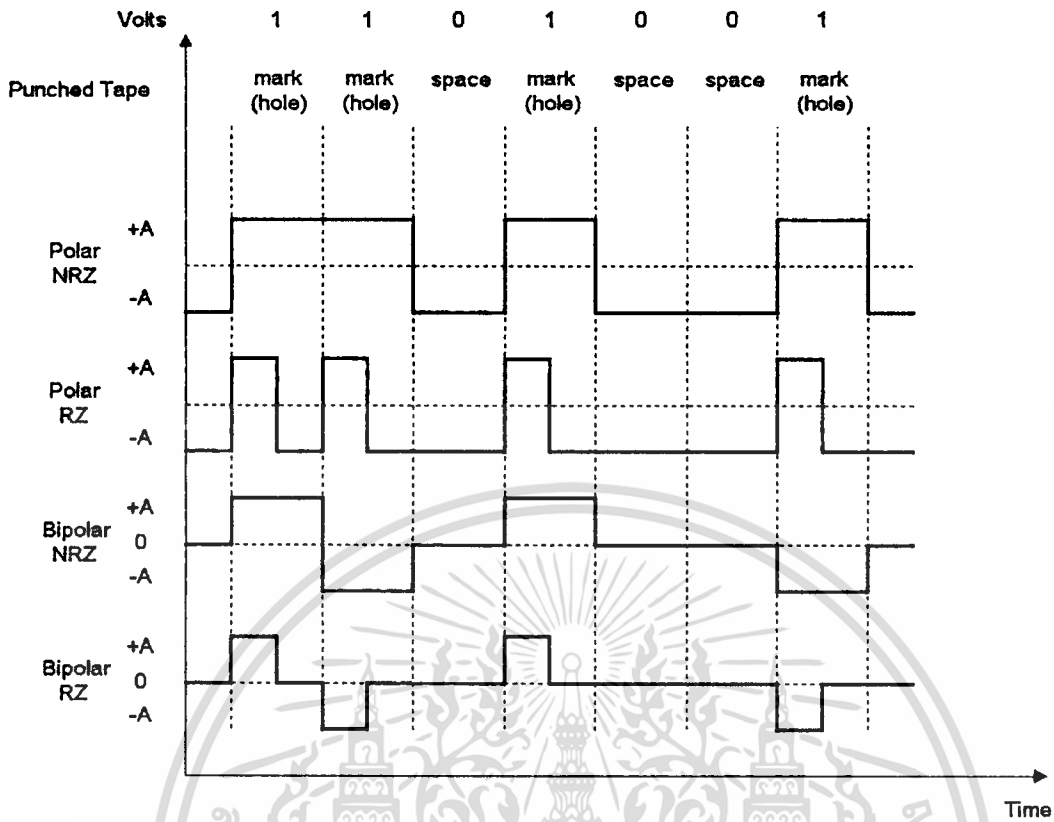 Volts 1 1 0 1 0 0 1
Punched Tape
mark
(hole)
mark
(hole)
space
mark
(hole)
space
space
mark
(hole)
Polar
NRZ
+A
-A
Polar
RZ
+A
-A
Bipolar
NRZ
+A
0
-A
Bipolar
RZ
+A
0
-A
Time